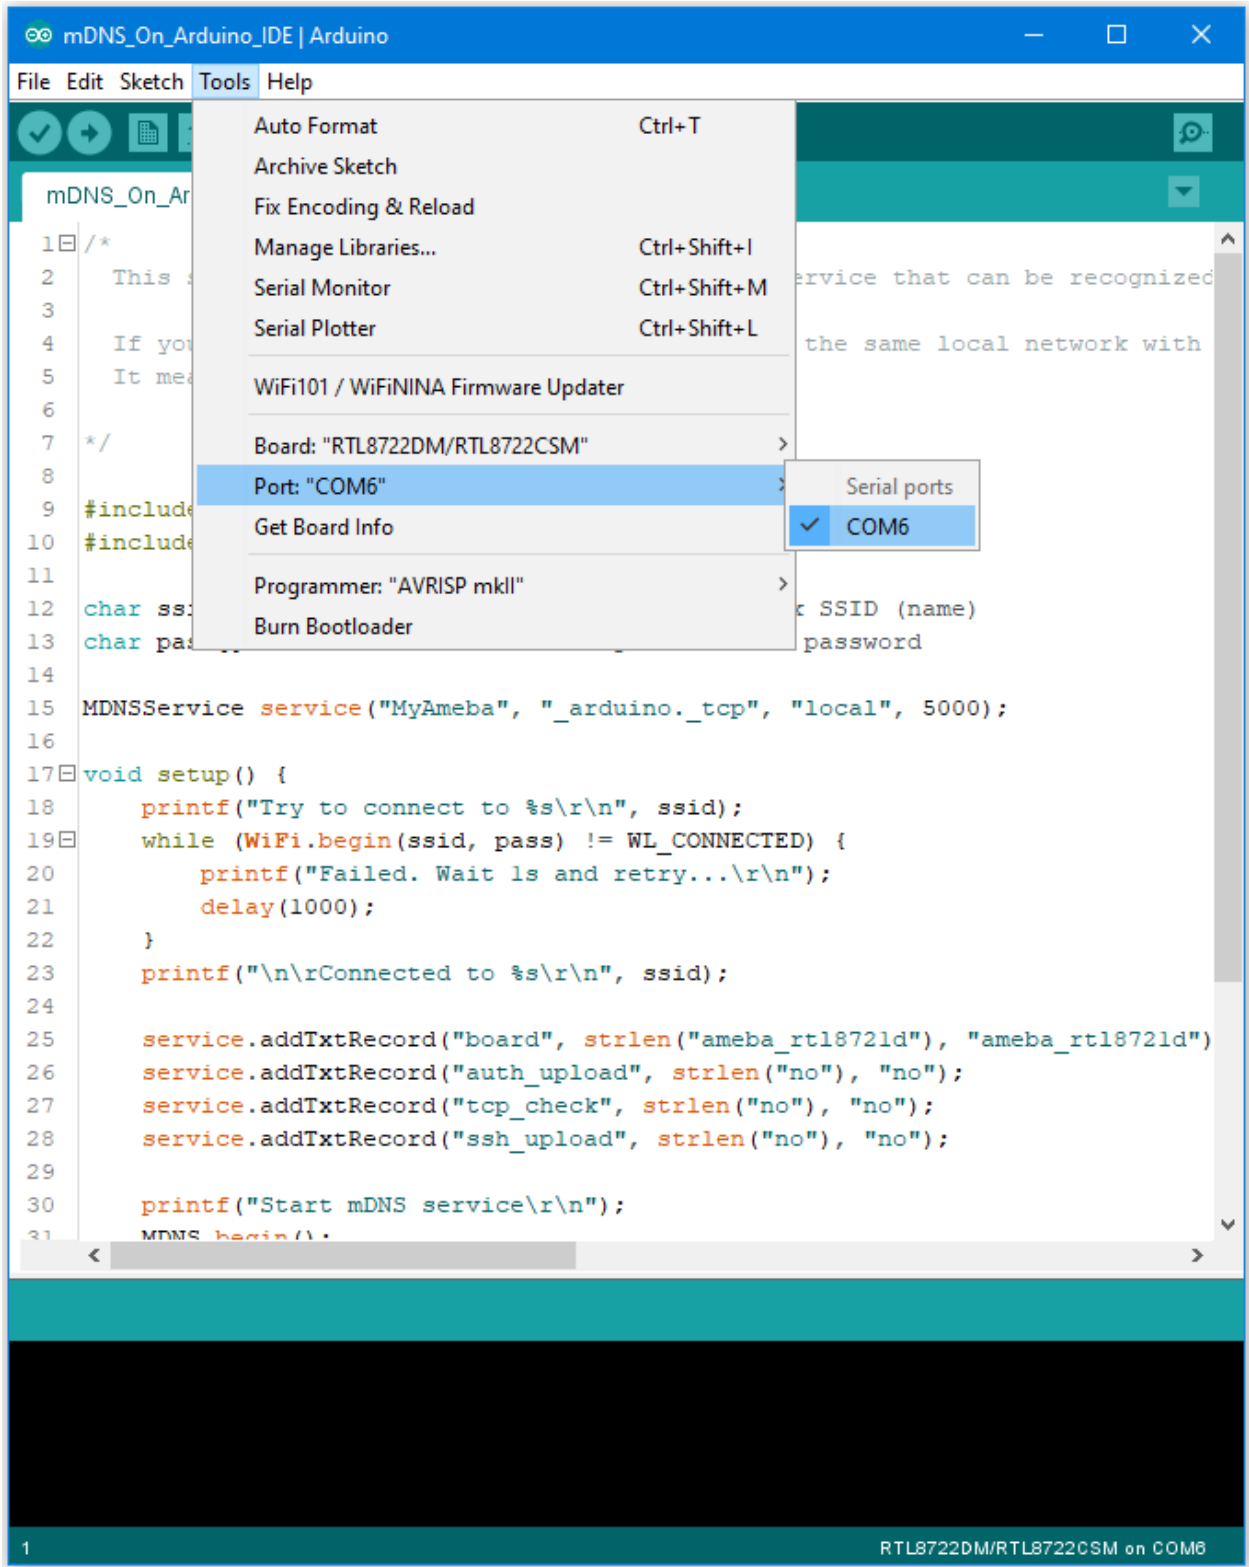 mDNS_On_Arduino_IDE | Arduino
File Edit Sketch Tools Help
Auto Format Ctrl+T
Archive Sketch
mDNS_On_Ar
Fix Encoding & Reload
Manage Libraries... Ctrl+Shift+I
Serial Monitor Ctrl+Shift+M
Serial Plotter Ctrl+Shift+L
WiFi101 / WiFiNINA Firmware Updater
Board: "RTL8722DM/RTL8722CSM"
Port: "COM6"
Serial ports
COM6
Get Board Info
Programmer: "AVRISP mkII"
Burn Bootloader
1 /*
2 This ervice that can be recognized
3
4 If you the same local network with
5 It mea
6
7 */
8
9 #include
10 #include
11
12 char ssi SSID (name)
13 char pas password
14
15 MDNSService service("MyAmeba", "_arduino._tcp", "local", 5000);
16
17 void setup() {
18 printf("Try to connect to %s\r\n", ssid);
19 while (WiFi.begin(ssid, pass) != WL_CONNECTED) {
20 printf("Failed. Wait 1s and retry...\r\n");
21 delay(1000);
22 }
23 printf("\n\rConnected to %s\r\n", ssid);
24
25 service.addTxtRecord("board", strlen("ameba_rtl8721d"), "ameba_rtl8721d")
26 service.addTxtRecord("auth_upload", strlen("no"), "no");
27 service.addTxtRecord("tcp_check", strlen("no"), "no");
28 service.addTxtRecord("ssh_upload", strlen("no"), "no");
29
30 printf("Start mDNS service\r\n");
31 MDNS.begin();
1 RTL8722DM/RTL8722CSM on COM6